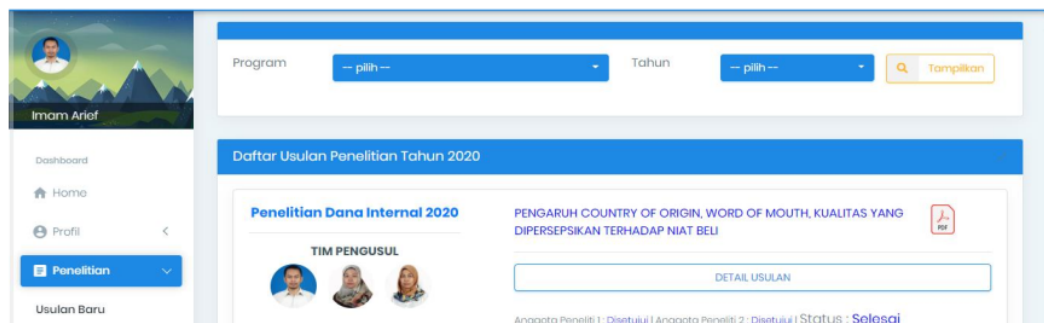 Program
-- pilih --
Tahun
-- pilih --
Tampilkan
Imam Arief
Dashboard
Home
Profil
Penelitian
Usulan Baru
Daftar Usulan Penelitian Tahun 2020
Penelitian Dana Internal 2020
TIM PENGUSUL
PENGARUH COUNTRY OF ORIGIN, WORD OF MOUTH, KUALITAS YANG
DIPERSEPSIKAN TERHADAP NIAT BELI
PDF
DETAIL USULAN
Anggota Peneliti 1 : Disetujui | Anggota Peneliti 2 : Disetujui | Status : Selesai